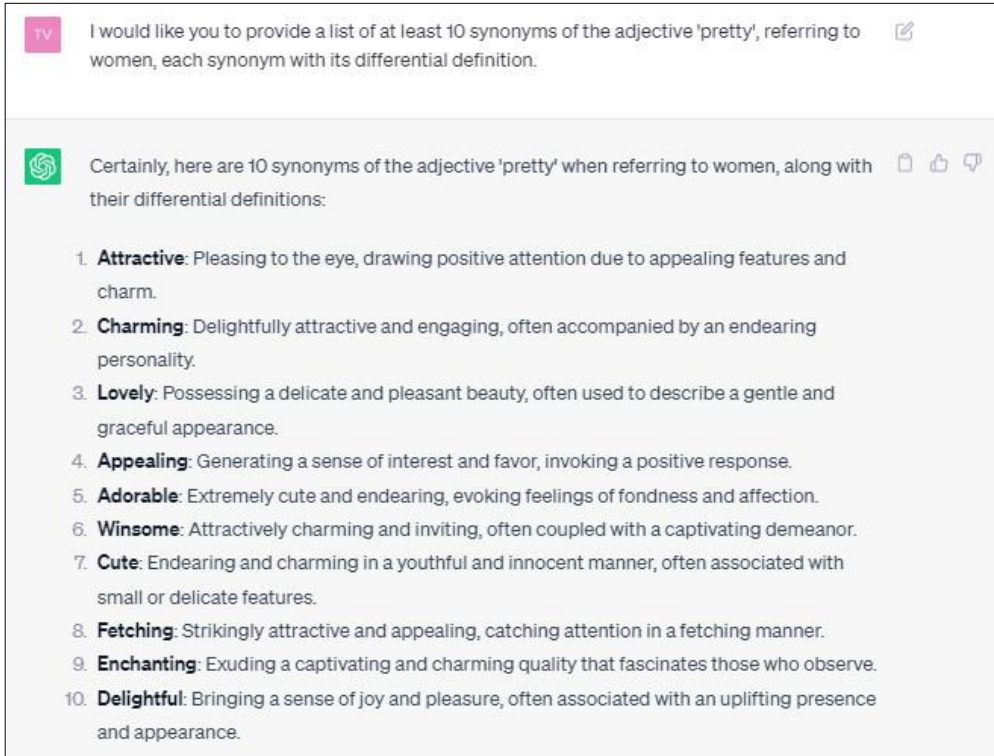 TV
I would like you to provide a list of at least 10 synonyms of the adjective 'pretty', referring to
women, each synonym with its differential definition.
Certainly, here are 10 synonyms of the adjective 'pretty' when referring to women, along with
their differential definitions:
1. Attractive: Pleasing to the eye, drawing positive attention due to appealing features and
charm.
2. Charming: Delightfully attractive and engaging, often accompanied by an endearing
personality.
3. Lovely: Possessing a delicate and pleasant beauty, often used to describe a gentle and
graceful appearance.
4. Appealing: Generating a sense of interest and favor, invoking a positive response.
5. Adorable: Extremely cute and endearing, evoking feelings of fondness and affection.
6. Winsome: Attractively charming and inviting, often coupled with a captivating demeanor.
7. Cute: Endearing and charming in a youthful and innocent manner, often associated with
small or delicate features.
8. Fetching: Strikingly attractive and appealing, catching attention in a fetching manner.
9. Enchanting: Exuding a captivating and charming quality that fascinates those who observe.
10. Delightful: Bringing a sense of joy and pleasure, often associated with an uplifting presence
and appearance.